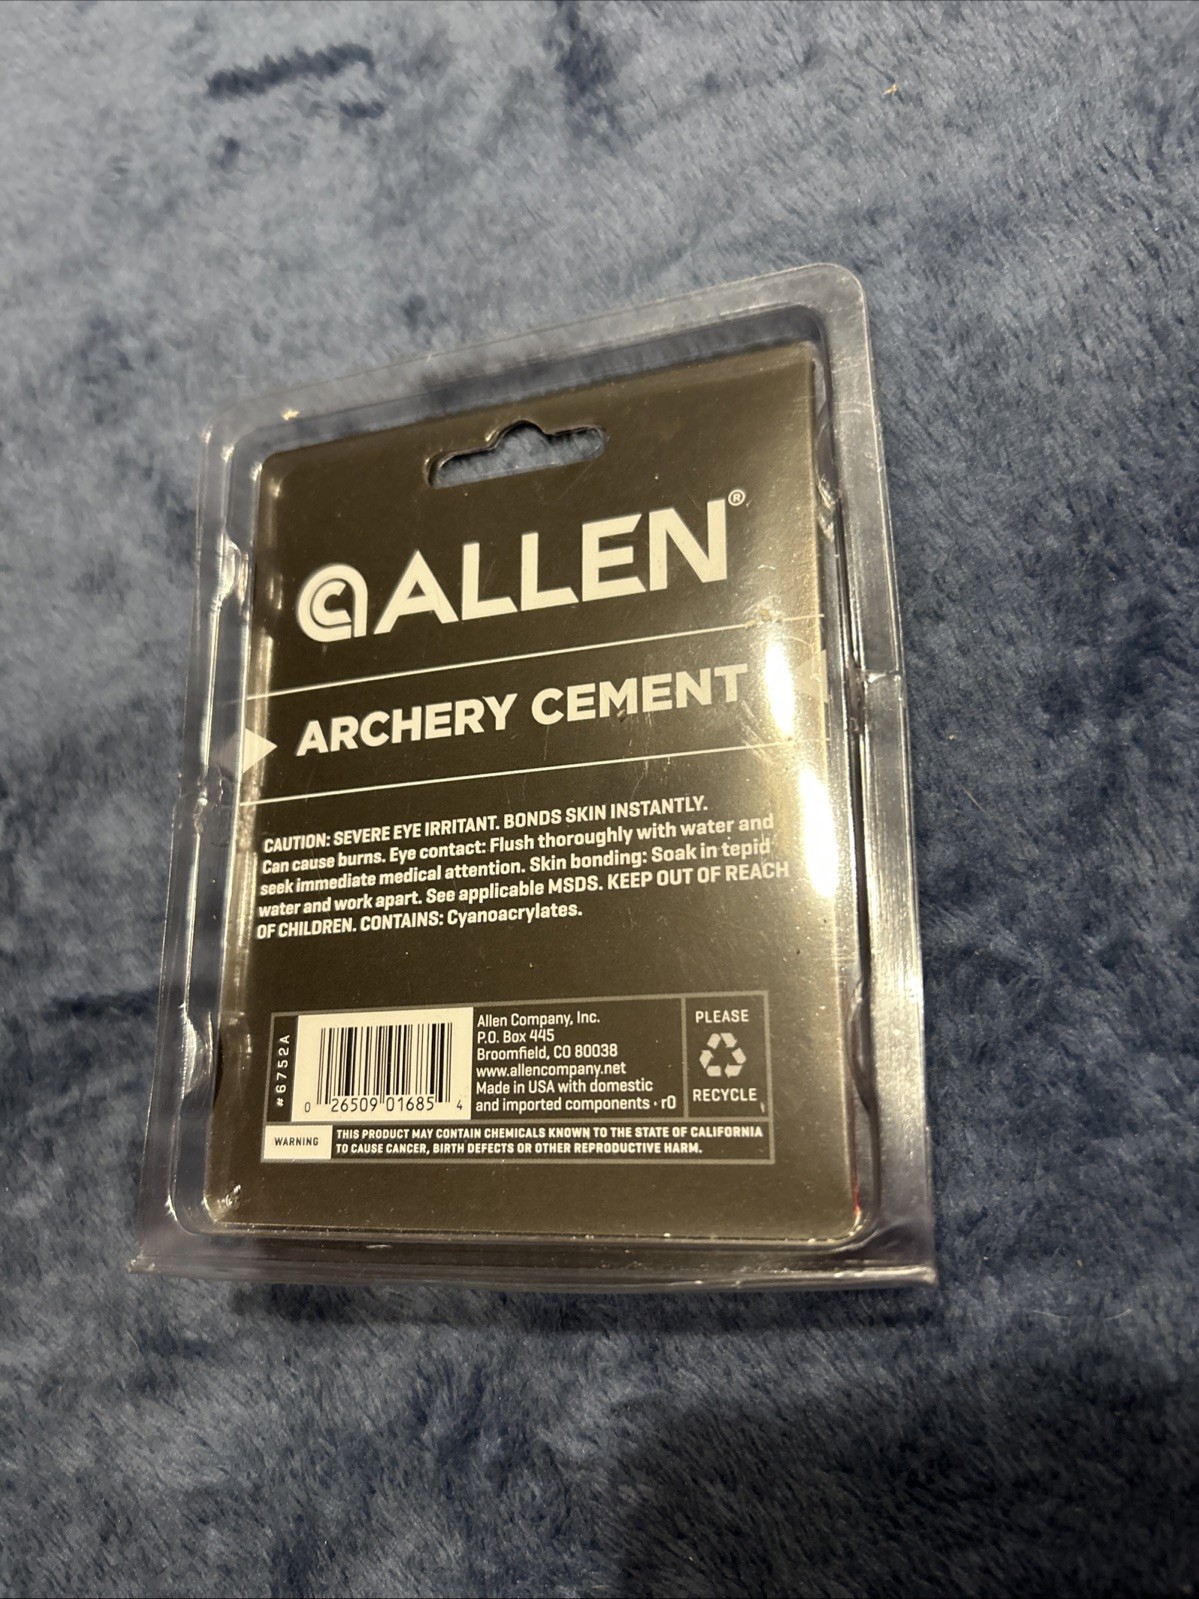 ALLEN®
ARCHERY CEMENT
CAUTION: SEVERE EYE IRRITANT. BONDS SKIN INSTANTLY.
Can cause burns. Eye contact: Flush thoroughly with water and
seek immediate medical attention. Skin bonding: Soak in tepid
water and work apart. See applicable MSDS. KEEP OUT OF REACH
OF CHILDREN. CONTAINS: Cyanoacrylates.
#6752A
0 26509 01685 4
Allen Company, Inc.
P.O. Box 445
Broomfield, CO 80038
www.allencompany.net
Made in USA with domestic
and imported components · r0
PLEASE
RECYCLE
WARNING
THIS PRODUCT MAY CONTAIN CHEMICALS KNOWN TO THE STATE OF CALIFORNIA
TO CAUSE CANCER, BIRTH DEFECTS OR OTHER REPRODUCTIVE HARM.